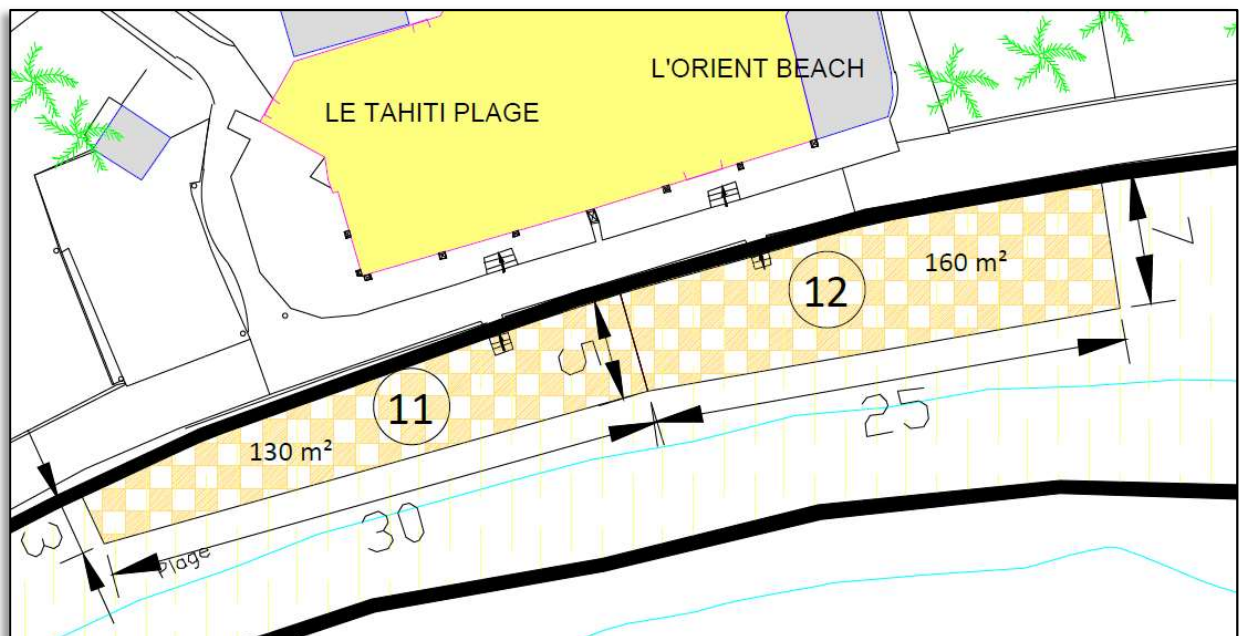 L'ORIENT BEACH
LE TAHITI PLAGE
160 m²
12
7
5
11
25
130 m²
30
3
Plage